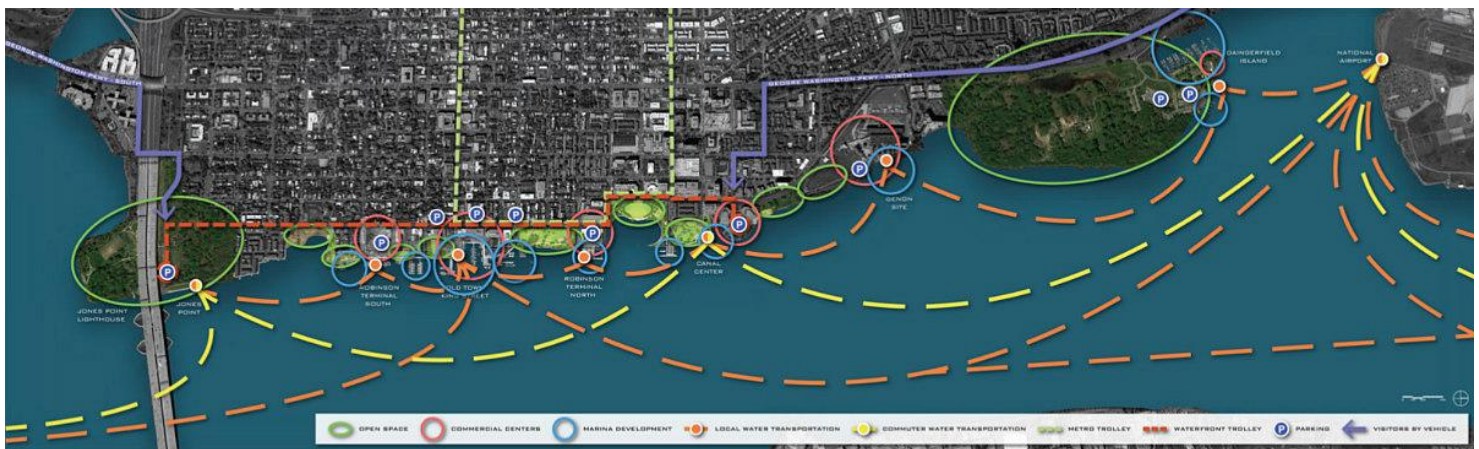 GEORGE WASHINGTON PKWY - SOUTH
GEORGE WASHINGTON PKWY - NORTH
DAINGERFIELD
ISLAND
NATIONAL
AIRPORT
P
P
P
GENON
SITE
P
P
P
P
P
P
CANAL
CENTER
P
ROBINSON
TERMINAL
NORTH
OLD TOWN
KING STREET
ROBINSON
TERMINAL
SOUTH
JONES
POINT
JONES POINT
LIGHTHOUSE
OPEN SPACE
COMMERCIAL CENTERS
MARINA DEVELOPMENT
LOCAL WATER TRANSPORTATION
COMMUTER WATER TRANSPORTATION
METRO TROLLEY
WATERFRONT TROLLEY
P PARKING
VISITORS BY VEHICLE